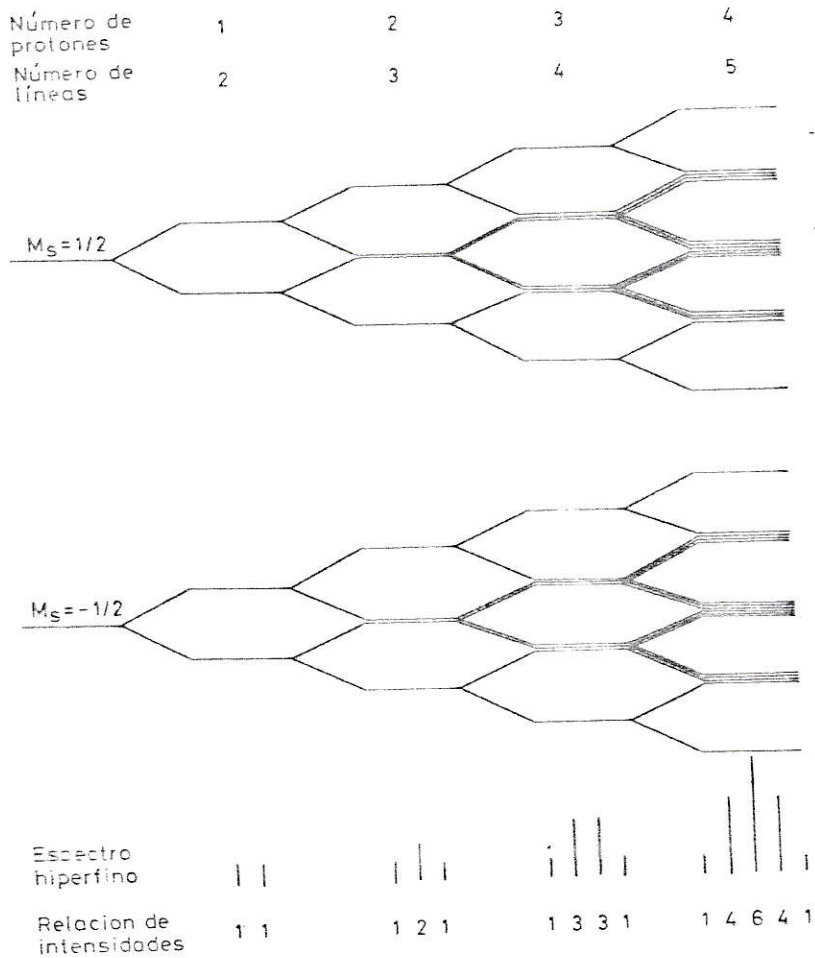 Número de protones 1 2 3 4
Número de líneas 2 3 4 5
Ms=1/2
Ms=-1/2
Espectro hiperfino
Relacion de intensidades 1 1 1 2 1 1 3 3 1 1 4 6 4 1